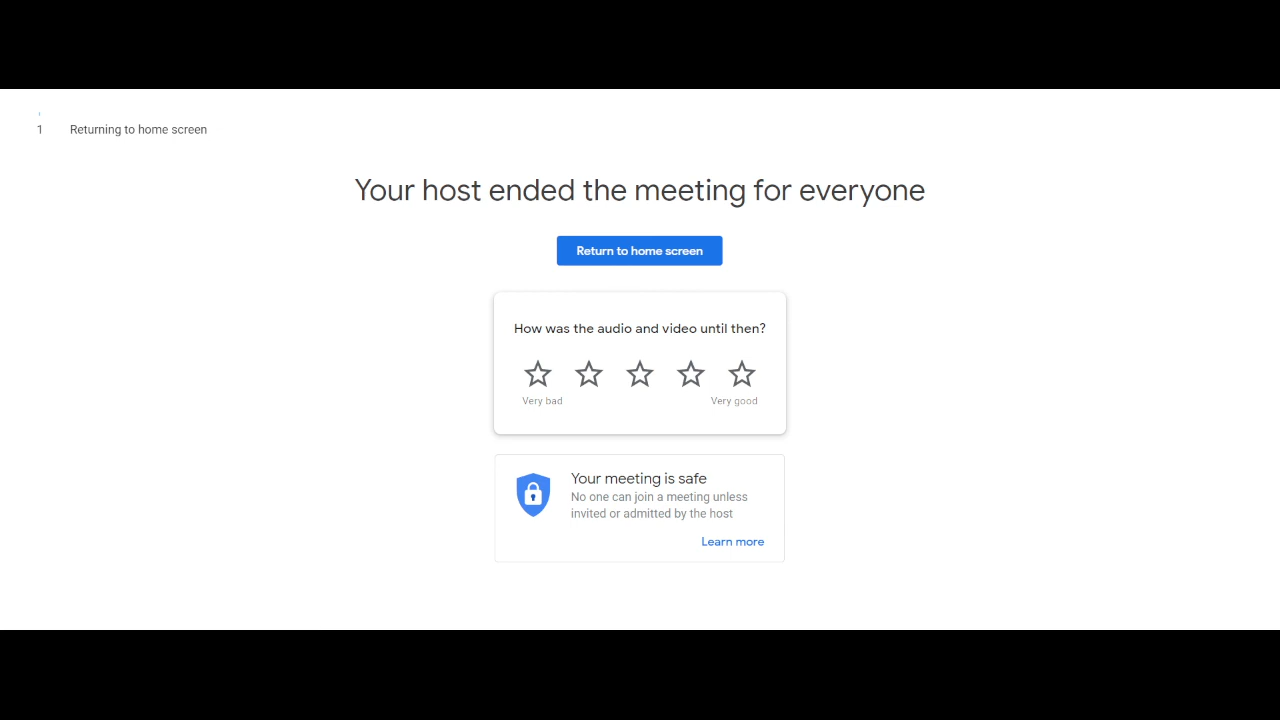 1 Returning to home screen
Your host ended the meeting for everyone
Return to home screen
How was the audio and video until then?
Very bad Very good
Your meeting is safe
No one can join a meeting unless
invited or admitted by the host
Learn more